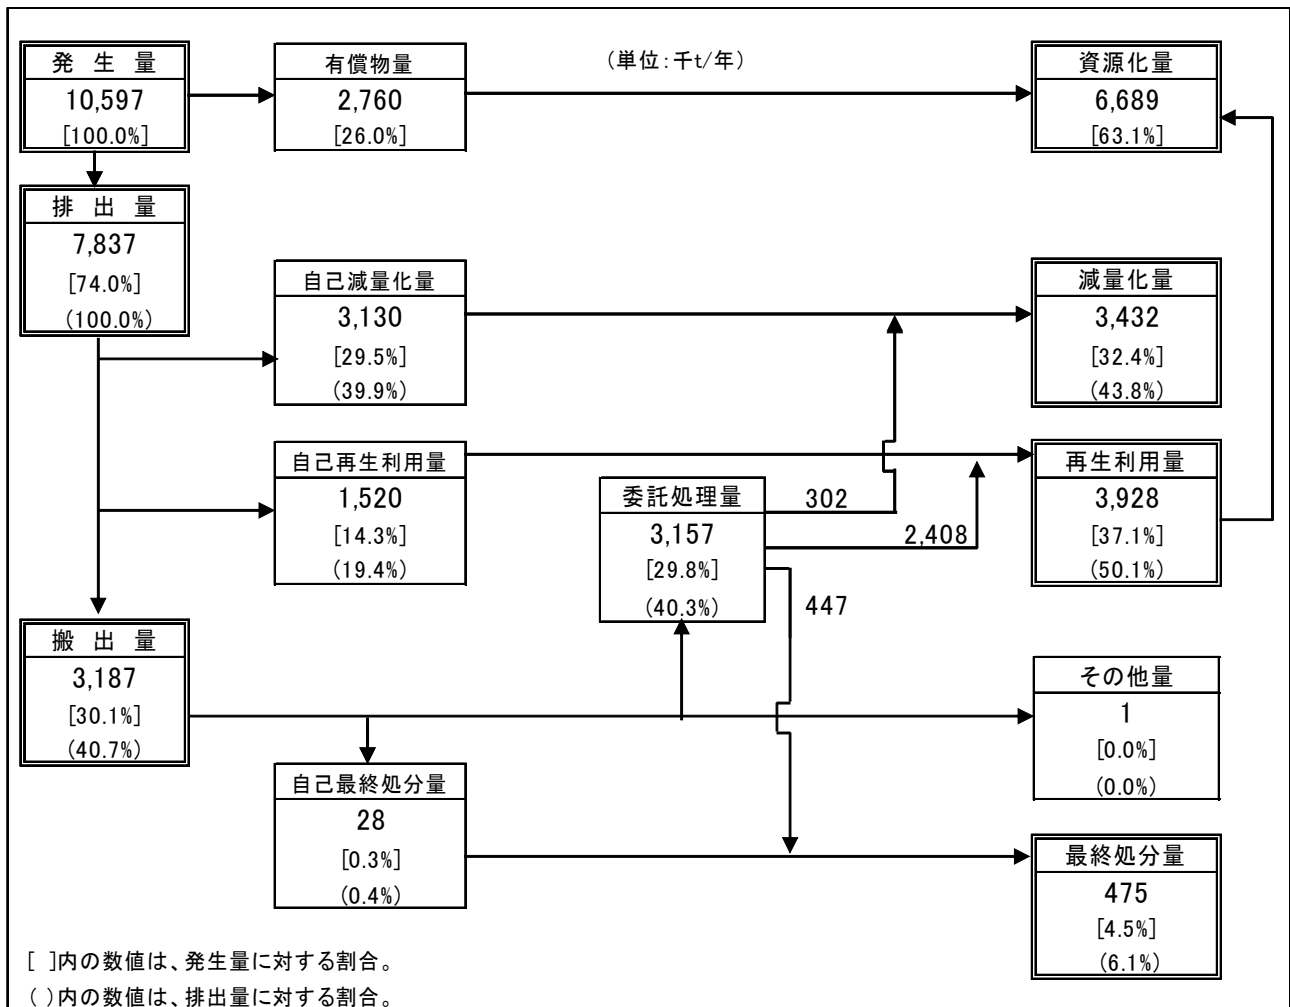 発 生 量
10,597
[100.0%]
有償物量
2,760
[26.0%]
(単位:千t/年)
資源化量
6,689
[63.1%]
排 出 量
7,837
[74.0%]
(100.0%)
自己減量化量
3,130
[29.5%]
(39.9%)
減量化量
3,432
[32.4%]
(43.8%)
自己再生利用量
1,520
[14.3%]
(19.4%)
委託処理量
3,157
[29.8%]
(40.3%)
302
2,408
447
再生利用量
3,928
[37.1%]
(50.1%)
搬 出 量
3,187
[30.1%]
(40.7%)
その他量
1
[0.0%]
(0.0%)
自己最終処分量
28
[0.3%]
(0.4%)
最終処分量
475
[4.5%]
(6.1%)
[ ]内の数値は、発生量に対する割合。
( )内の数値は、排出量に対する割合。